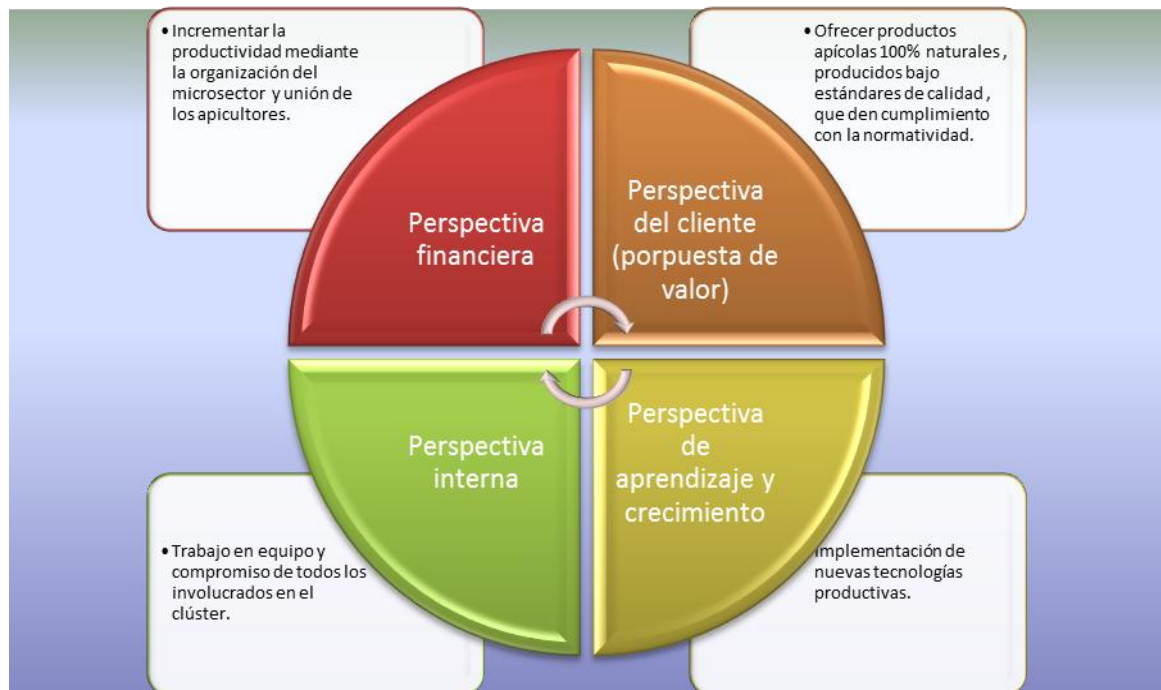 •Incrementar la
productividad mediante
la organización del
microsector y unión de
los apicultores.
•Ofrecer productos
apícolas 100% naturales ,
producidos bajo
estándares de calidad ,
que den cumplimiento
con la normatividad.
Perspectiva
financiera
Perspectiva
del cliente
(porpuesta de
valor)
Perspectiva
interna
Perspectiva
de
aprendizaje y
crecimiento
•Trabajo en equipo y
compromiso de todos los
involucrados en el
clúster.
Implementación de
nuevas tecnologías
productivas.